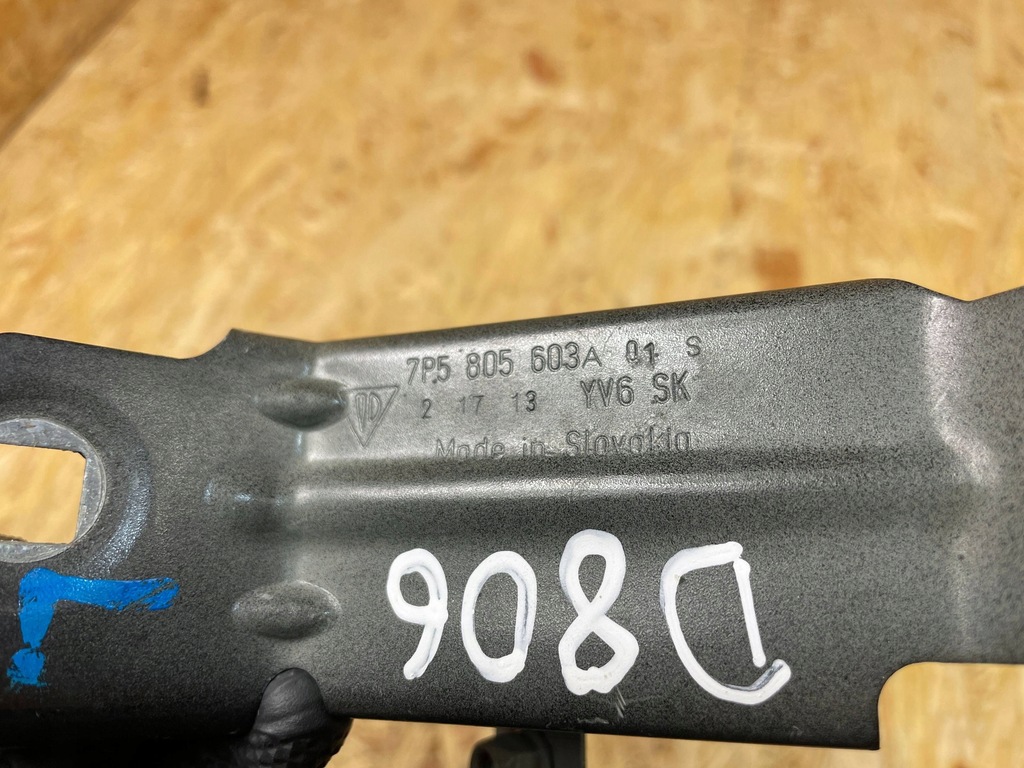 7P5 805 603A 01 S
2 17 13 YV6 SK
Made in Slovakia
908D